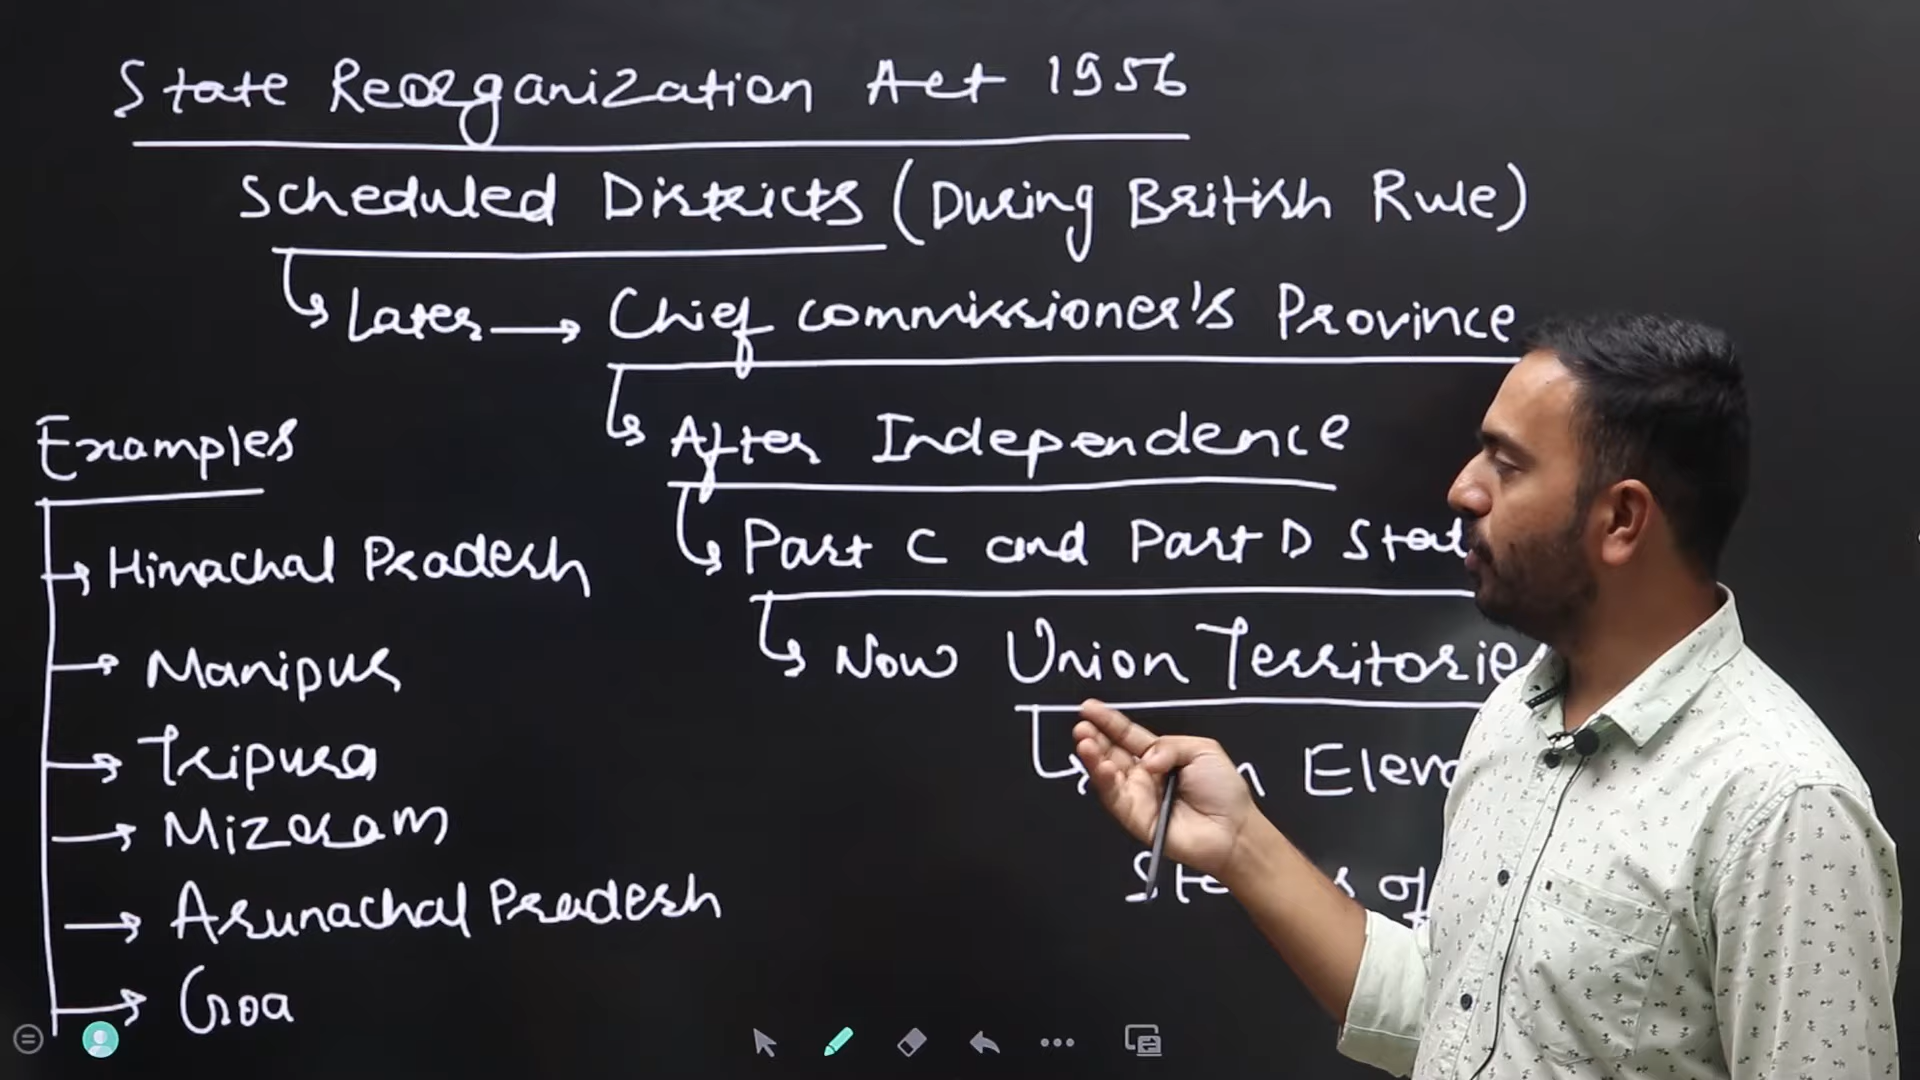 State Reorganization Act 1956
Scheduled Districts (During British Rule)
Later → Chief commissioner's Province
After Independence
Part C and Part D
Now Union Territories
Examples
Himachal Pradesh
Manipur
Tripura
Mizoram
Arunachal Pradesh
Goa